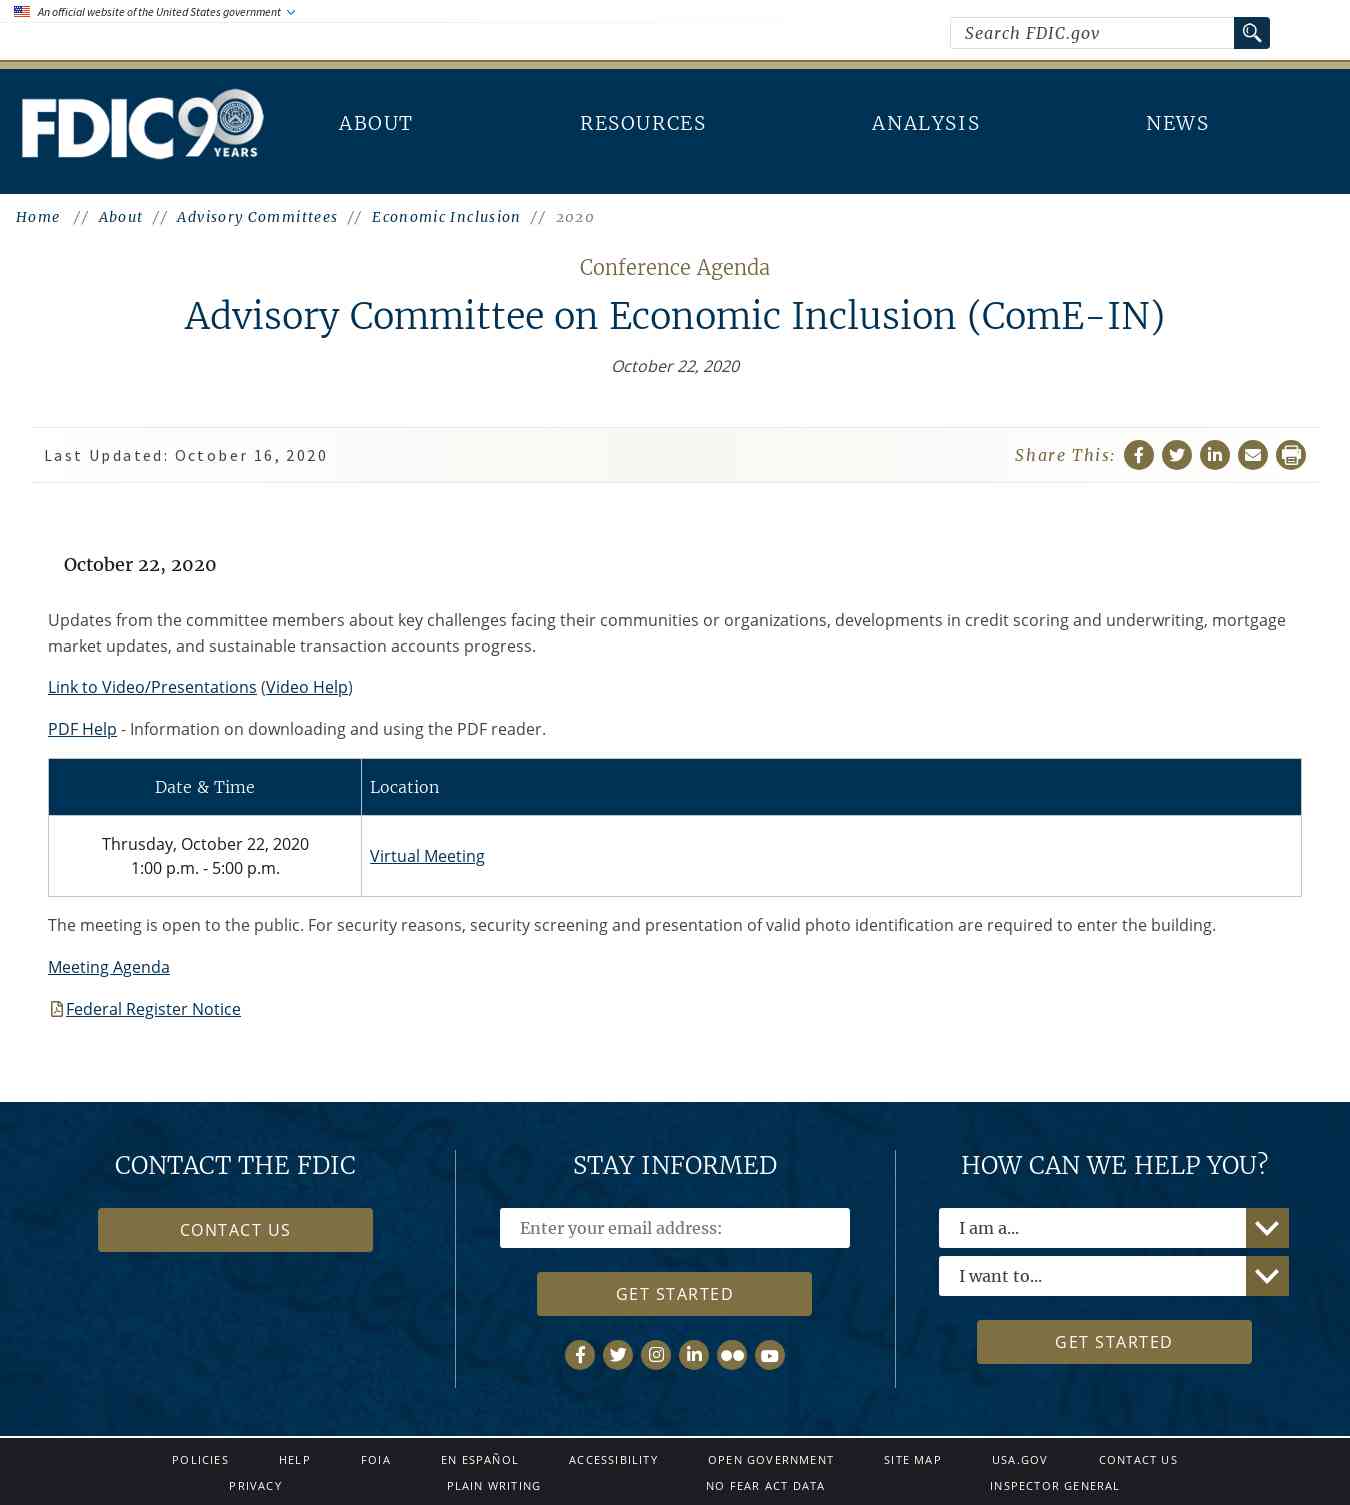 An official website of the United States government
Search FDIC.gov
FDIC 90 YEARS
ABOUT RESOURCES ANALYSIS NEWS
Home // About // Advisory Committees // Economic Inclusion // 2020
Conference Agenda
Advisory Committee on Economic Inclusion (ComE-IN)
October 22, 2020
Last Updated: October 16, 2020 Share This:
October 22, 2020
Updates from the committee members about key challenges facing their communities or organizations, developments in credit scoring and underwriting, mortgage
market updates, and sustainable transaction accounts progress.
Link to Video/Presentations (Video Help)
PDF Help - Information on downloading and using the PDF reader.
Date & Time Location
Thrusday, October 22, 2020
1:00 p.m. - 5:00 p.m.
Virtual Meeting
The meeting is open to the public. For security reasons, security screening and presentation of valid photo identification are required to enter the building.
Meeting Agenda
Federal Register Notice
CONTACT THE FDIC
CONTACT US
STAY INFORMED
Enter your email address:
GET STARTED
HOW CAN WE HELP YOU?
I am a...
I want to...
GET STARTED
POLICIES HELP FOIA EN ESPAÑOL ACCESSIBILITY OPEN GOVERNMENT SITE MAP USA.GOV CONTACT US
PRIVACY PLAIN WRITING NO FEAR ACT DATA INSPECTOR GENERAL